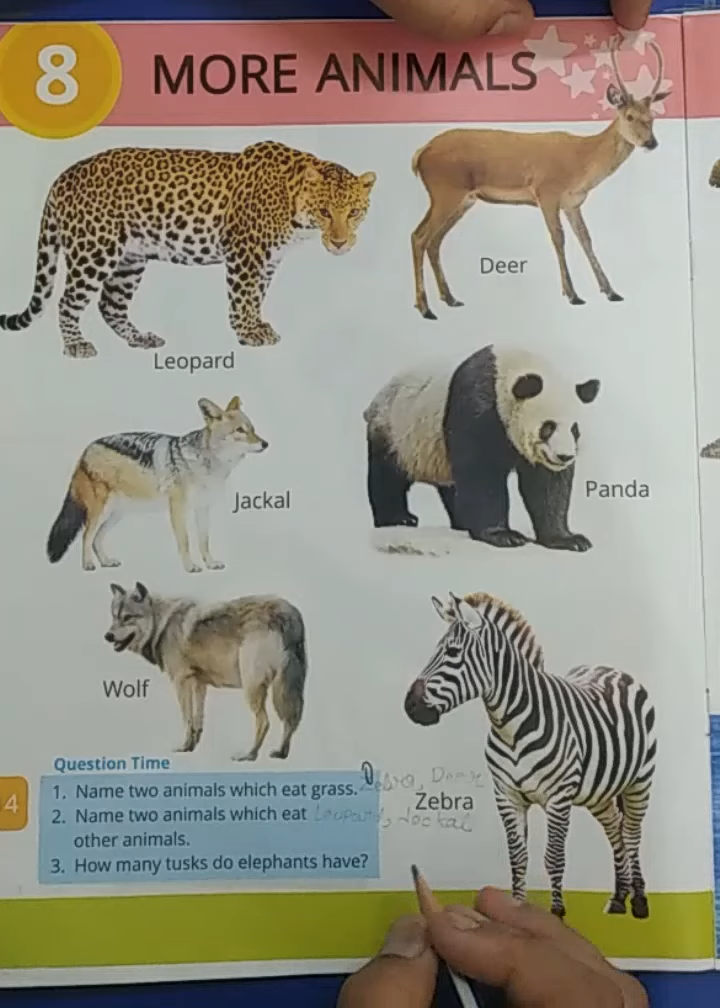 8 MORE ANIMALS
Deer
Leopard
Jackal
Panda
Wolf
Question Time
1. Name two animals which eat grass. Zebra, Deer
Zebra
2. Name two animals which eat Leopard, Jackal
other animals.
3. How many tusks do elephants have?
4